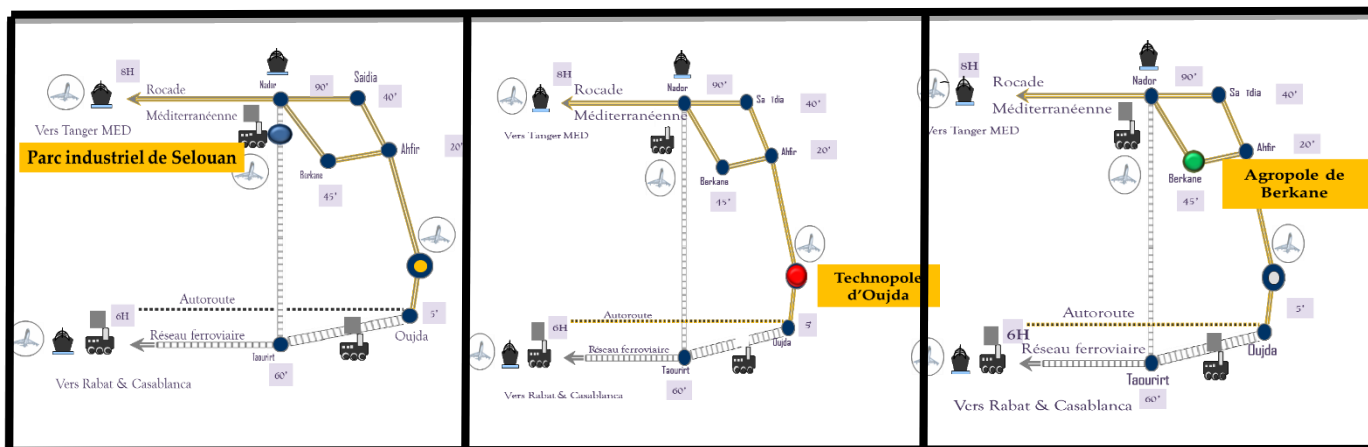 8H
Nador
90'
Saidia
40'
Rocade
Méditerranéenne
Vers Tanger MED
Parc industriel de Selouan
Ahfir
20'
Berkane
45'
Autoroute
5'
6H
Réseau ferroviaire
Oujda
Taourirt
Vers Rabat & Casablanca
60'
8H
Nador
90'
Sa idia
40'
Rocade
Méditerranéenne
Vers Tanger MED
Ahfir
20'
Berkane
45'
Technopole
d'Oujda
Autoroute
5'
6H
Oujda
Réseau ferroviaire
Taourirt
60'
Vers Rabat & Casablanca
8H
Nador
90'
Sa idia
40'
Rocade
Méditerranéenne
Vers Tanger MED
Ahfir
20'
Berkane
45'
Agropole de
Berkane
Autoroute
5'
6H
Réseau ferroviaire
Oujda
Taourirt
60'
Vers Rabat & Casablanca